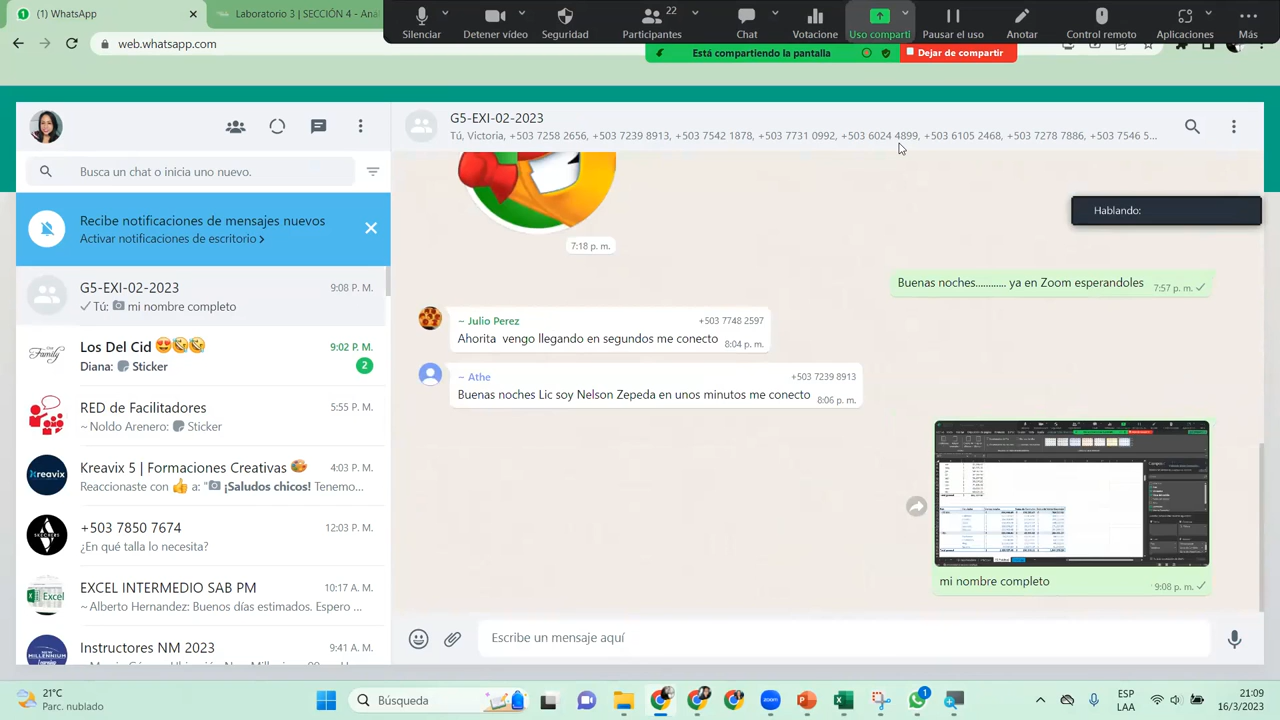 (1) WhatsApp
Laboratorio 3 | SECCIÓN 4 - Aná
web.whatsapp.com
Silenciar
Detener vídeo
Seguridad
22
Participantes
Chat
Votacione
Uso comparti
Pausar el uso
Anotar
Control remoto
Aplicaciones
Más
Está compartiendo la pantalla
Dejar de compartir
Busca un chat o inicia uno nuevo.
Recibe notificaciones de mensajes nuevos
Activar notificaciones de escritorio >
G5-EXI-02-2023
9:08 P. M.
Tú: mi nombre completo
Los Del Cid
9:02 P. M.
Diana: Sticker
2
RED de Facilitadores
5:55 P. M.
~ Noldo Arenero: Sticker
Kreavix 5 | Formaciones Creativas
4:03 P. M.
Reaccionaste con 👍 a: "¡Saludos chicos! Tenemo...
+503 7850 7674
12:03 P. M.
¿En qué talla lo necesita?
EXCEL INTERMEDIO SAB PM
10:17 A. M.
~ Alberto Hernandez: Buenos días estimados. Espero ...
Instructores NM 2023
9:41 A. M.
G5-EXI-02-2023
Tú, Victoria, +503 7258 2656, +503 7239 8913, +503 7542 1878, +503 7731 0992, +503 6024 4899, +503 6105 2468, +503 7278 7886, +503 7546 5...
Hablando:
7:18 p. m.
Buenas noches............ ya en Zoom esperandoles
7:57 p. m.
~ Julio Perez
+503 7748 2597
Ahorita vengo llegando en segundos me conecto
8:04 p. m.
~ Athe
+503 7239 8913
Buenas noches Lic soy Nelson Zepeda en unos minutos me conecto
8:06 p. m.
mi nombre completo
9:08 p. m.
Escribe un mensaje aquí
21°C
Parc. nublado
Búsqueda
zoom
1
ESP
LAA
21:09
16/3/2023